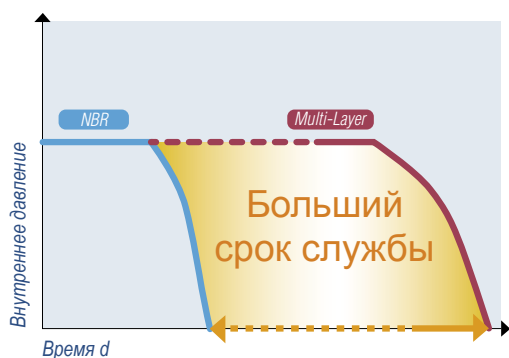 NBR
Multi-Layer
Внутреннее давление
Больший
срок службы
Время d